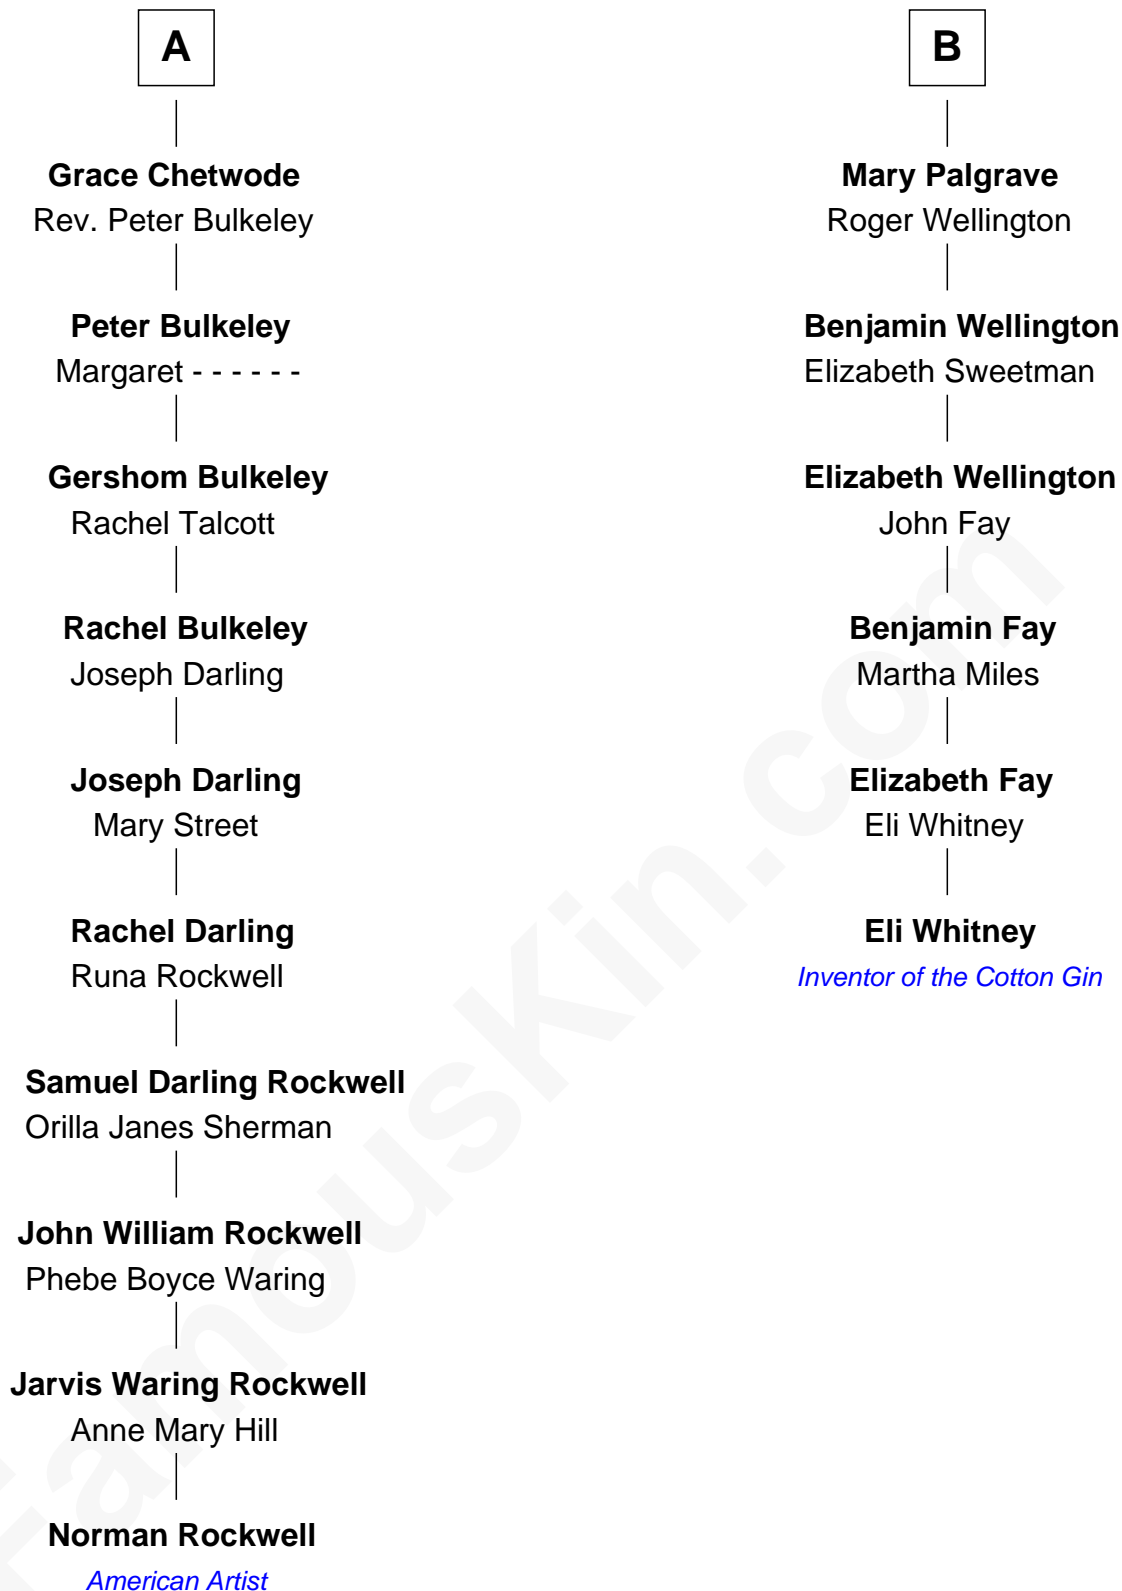 A
Grace Chetwode
Rev. Peter Bulkeley
Peter Bulkeley
Margaret - - - - - -
Gershom Bulkeley
Rachel Talcott
Rachel Bulkeley
Joseph Darling
Joseph Darling
Mary Street
Rachel Darling
Runa Rockwell
Samuel Darling Rockwell
Orilla Janes Sherman
John William Rockwell
Phebe Boyce Waring
Jarvis Waring Rockwell
Anne Mary Hill
Norman Rockwell
American Artist
B
Mary Palgrave
Roger Wellington
Benjamin Wellington
Elizabeth Sweetman
Elizabeth Wellington
John Fay
Benjamin Fay
Martha Miles
Elizabeth Fay
Eli Whitney
Eli Whitney
Inventor of the Cotton Gin
FamousKin.com